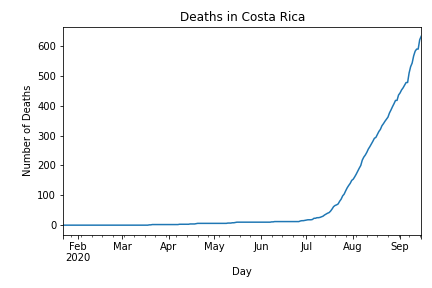 Deaths in Costa Rica
Number of Deaths
600
500
400
300
200
100
0
Feb Mar Apr May Jun Jul Aug Sep
2020
Day